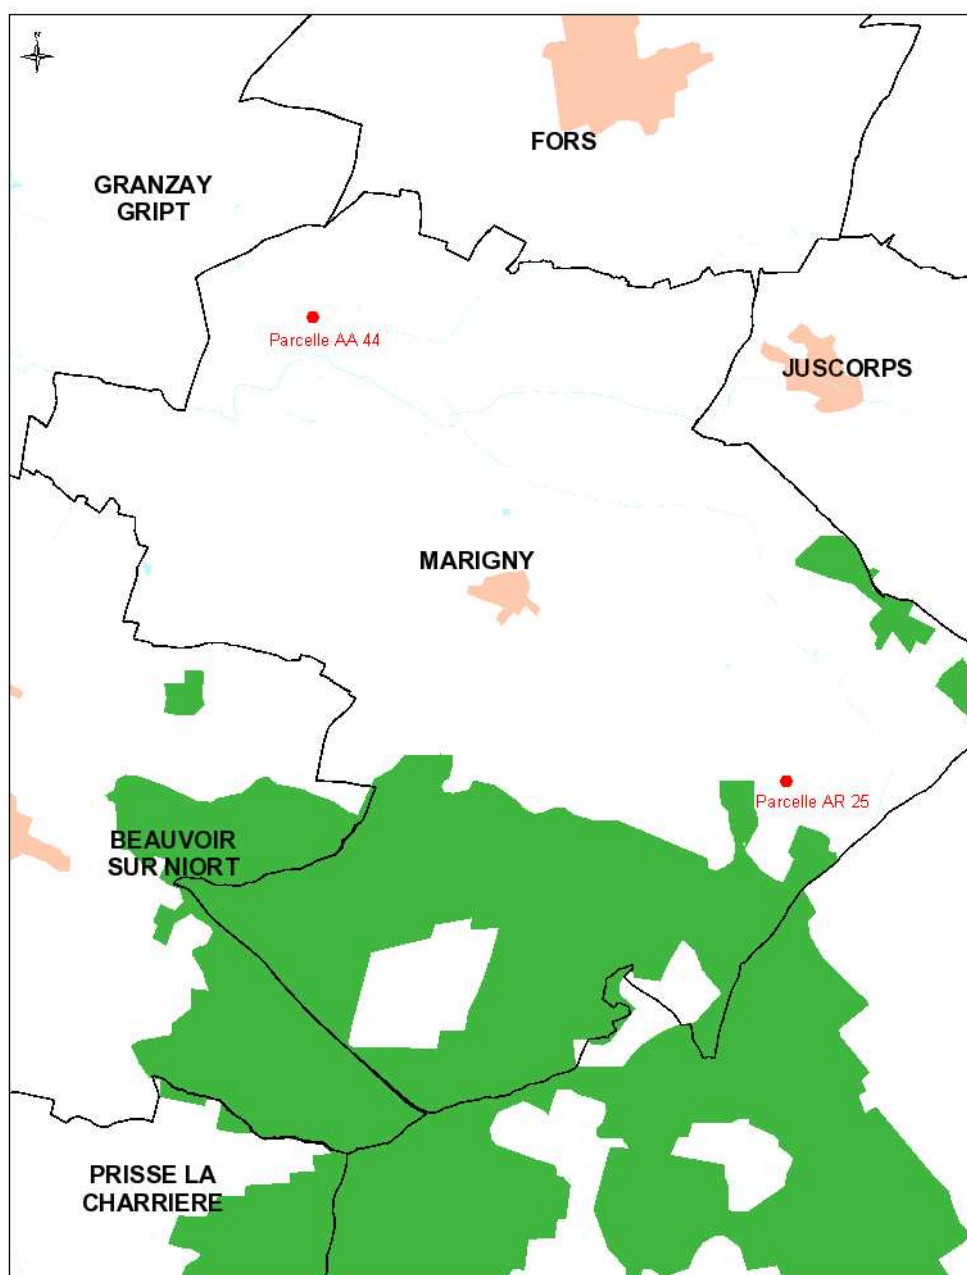 N
FORS
GRANZAY
GRIPT
Parcelle AA 44
JUSCORPS
MARIGNY
Parcelle AR 25
BEAUVOIR
SUR NIORT
PRISSE LA
CHARRIERE